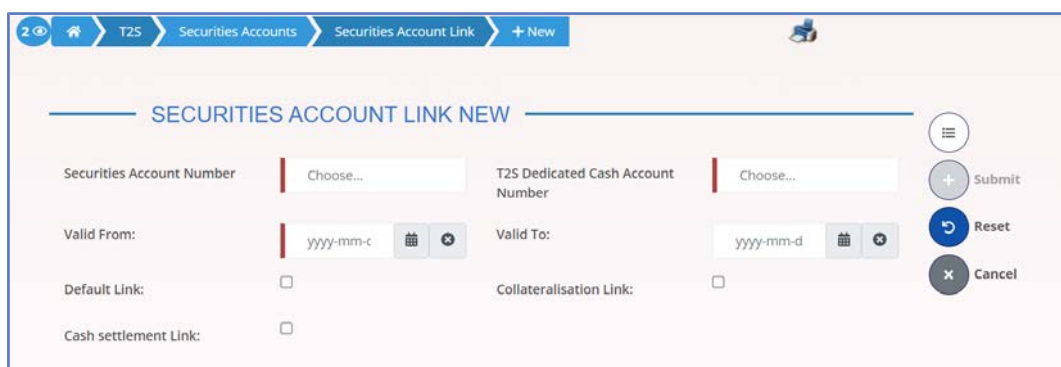 2 T2S Securities Accounts Securities Account Link + New
SECURITIES ACCOUNT LINK NEW
Securities Account Number Choose... T2S Dedicated Cash Account Number Choose...
Submit
Valid From: yyyy-mm-c Valid To: yyyy-mm-d
Reset
Default Link: Collateralisation Link:
Cancel
Cash settlement Link: